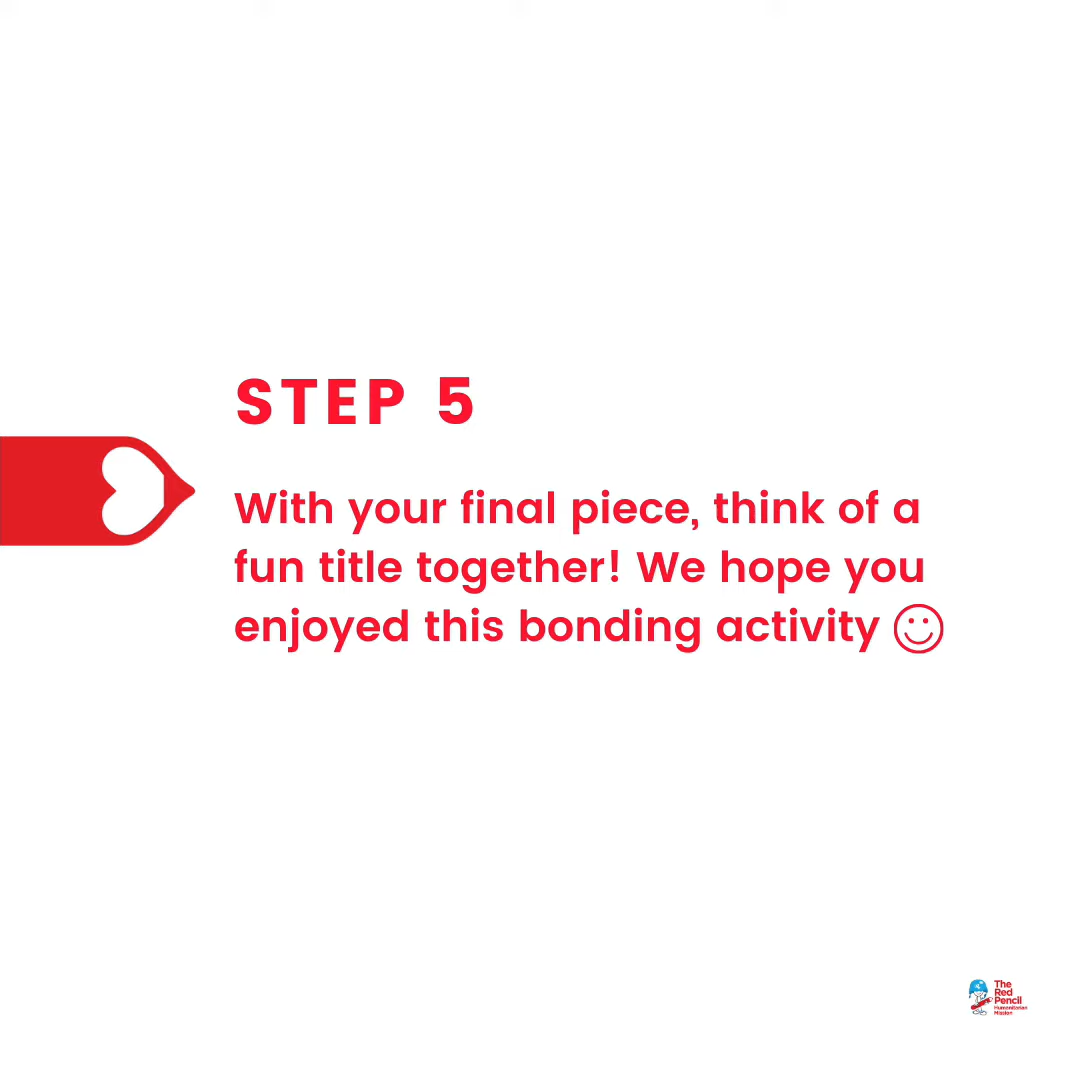 STEP 5
With your final piece, think of a
fun title together! We hope you
enjoyed this bonding activity
The
Red
Pencil
Humanitarian
Mission